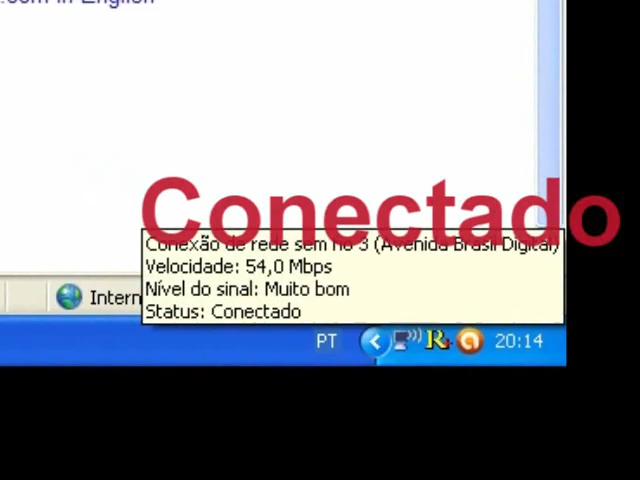 .com in English
Conectado
Conexão de rede sem fio 3 (Avenida Brasil Digital)
Velocidade: 54,0 Mbps
Nível do sinal: Muito bom
Intern
Status: Conectado
PT
20:14